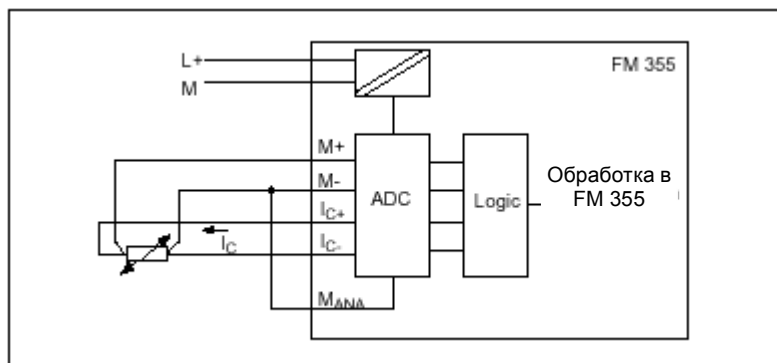 L+
M
FM 355
M+
M-
IC+
IC-
IC
MANA
ADC
Logic
Обработка в
FM 355